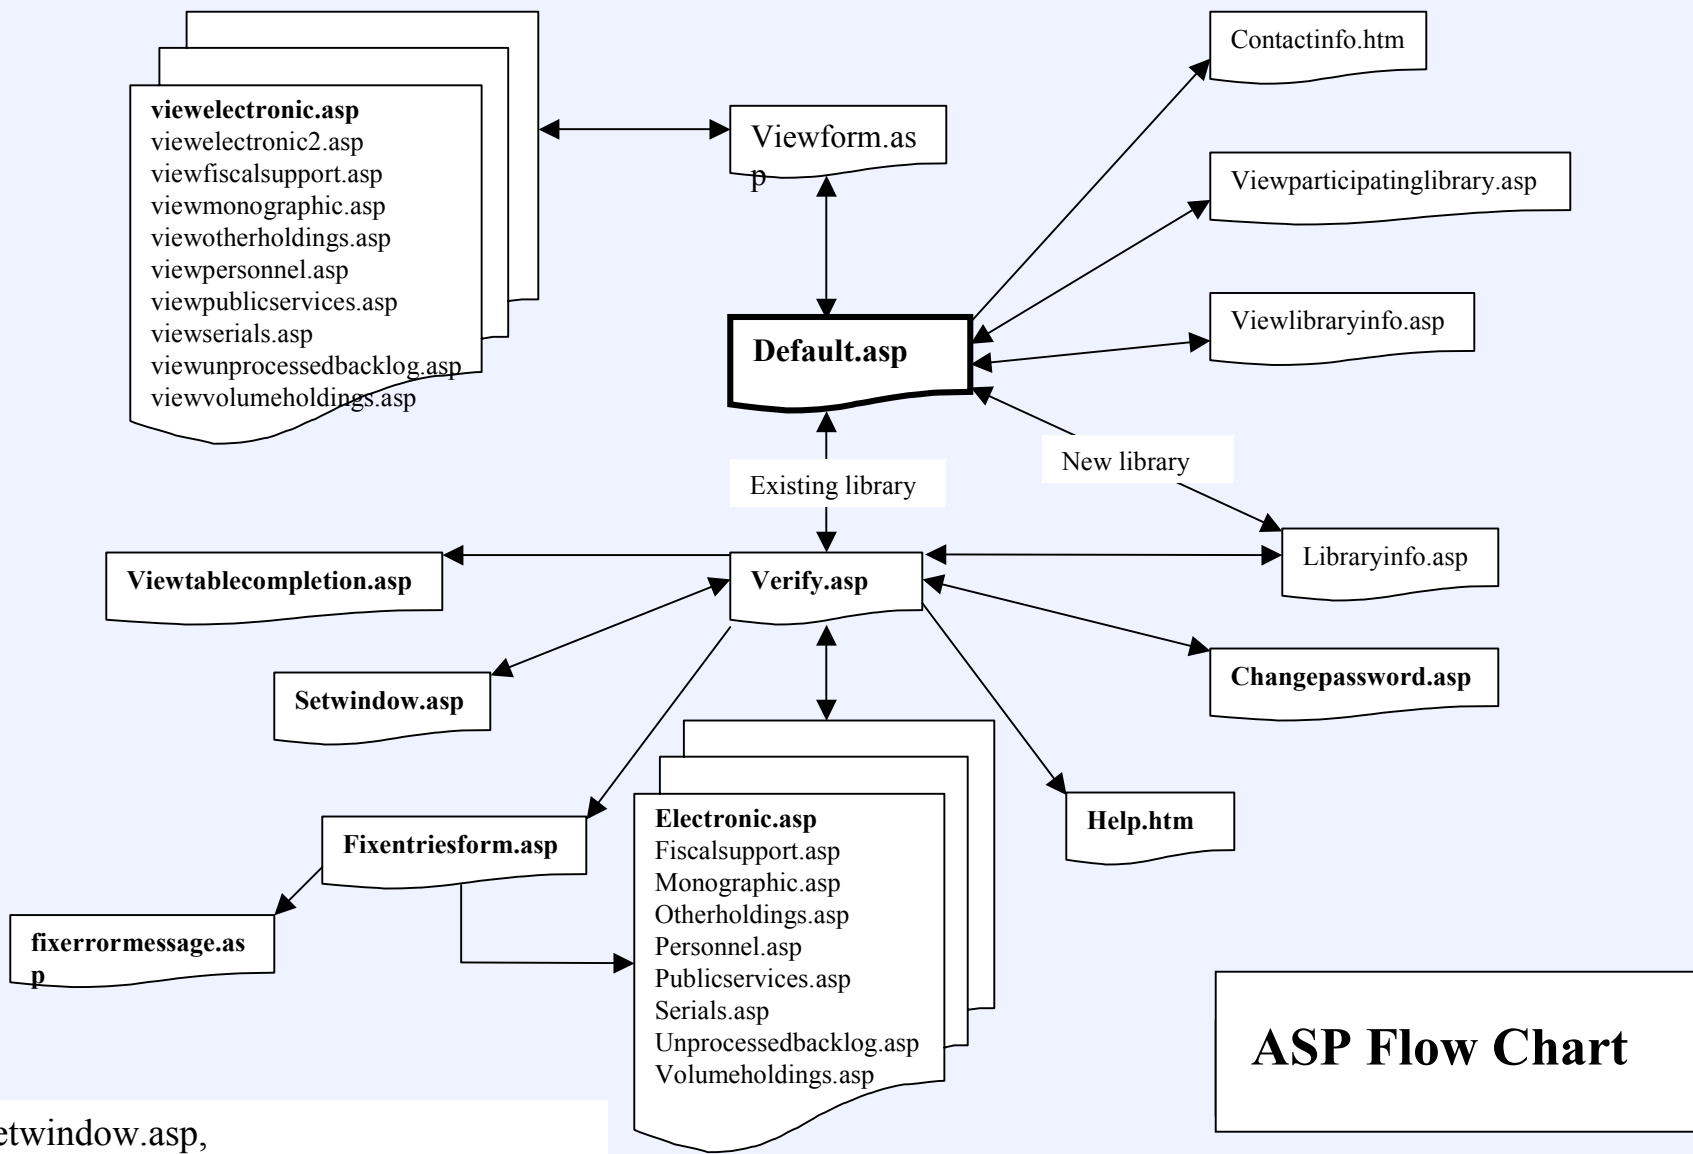 Contactinfo.htm
viewelectronic.asp
viewelectronic2.asp
viewfiscalsupport.asp
viewmonographic.asp
viewotherholdings.asp
viewpersonnel.asp
viewpublicservices.asp
viewserials.asp
viewunprocessedbacklog.asp
viewvolumeholdings.asp
Viewform.as
p
Viewparticipatinglibrary.asp
Viewlibraryinfo.asp
Default.asp
New library
Existing library
Libraryinfo.asp
Viewtablecompletion.asp
Verify.asp
Changepassword.asp
Setwindow.asp
Help.htm
Fixentriesform.asp
Electronic.asp
Fiscalsupport.asp
Monographic.asp
Otherholdings.asp
Personnel.asp
Publicservices.asp
Serials.asp
Unprocessedbacklog.asp
Volumeholdings.asp
fixerrormessage.as
p
ASP Flow Chart
etwindow.asp,